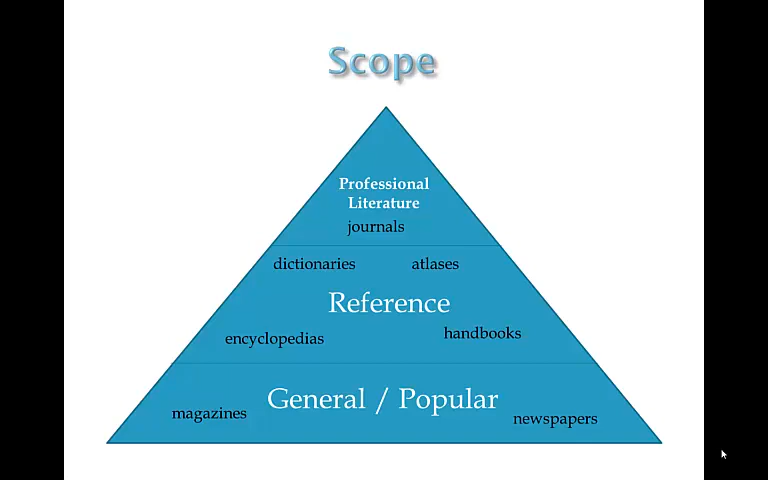 Scope
Professional
Literature
journals
dictionaries atlases
Reference
encyclopedias handbooks
General / Popular
magazines newspapers